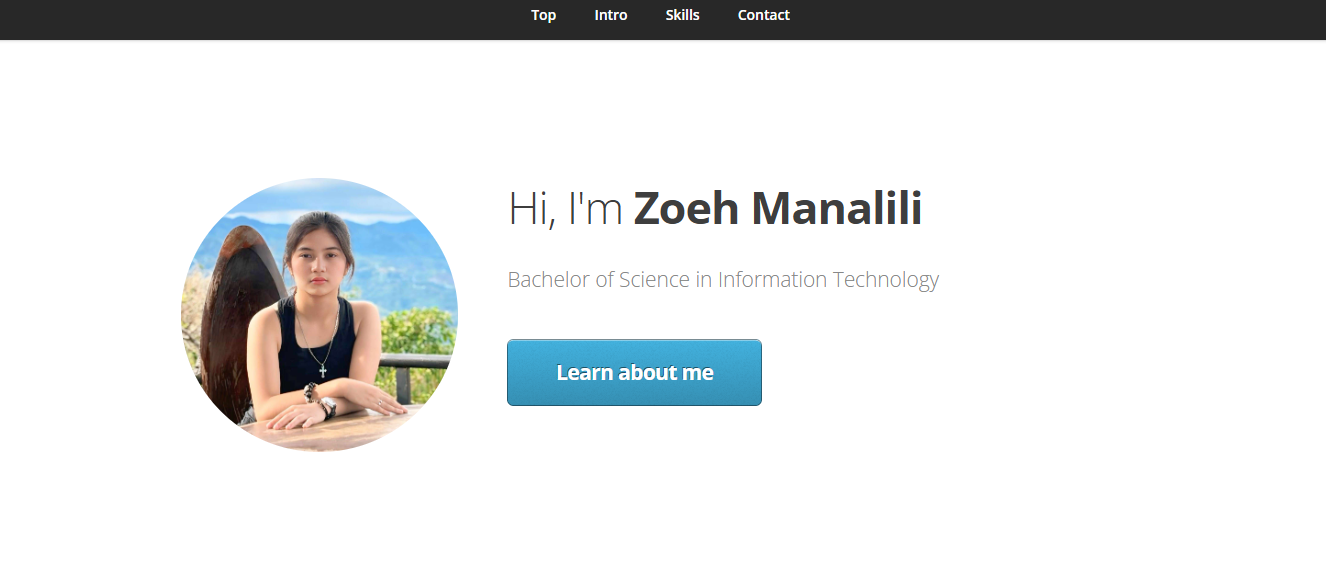 Top Intro Skills Contact
Hi, I'm Zoeh Manalili
Bachelor of Science in Information Technology
Learn about me